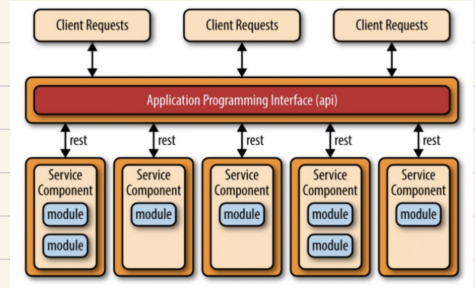 Client Requests
Client Requests
Client Requests
Application Programming Interface (api)
rest
rest
rest
rest
rest
Service
Component
module
module
Service
Component
module
Service
Component
module
Service
Component
module
module
Service
Component
module